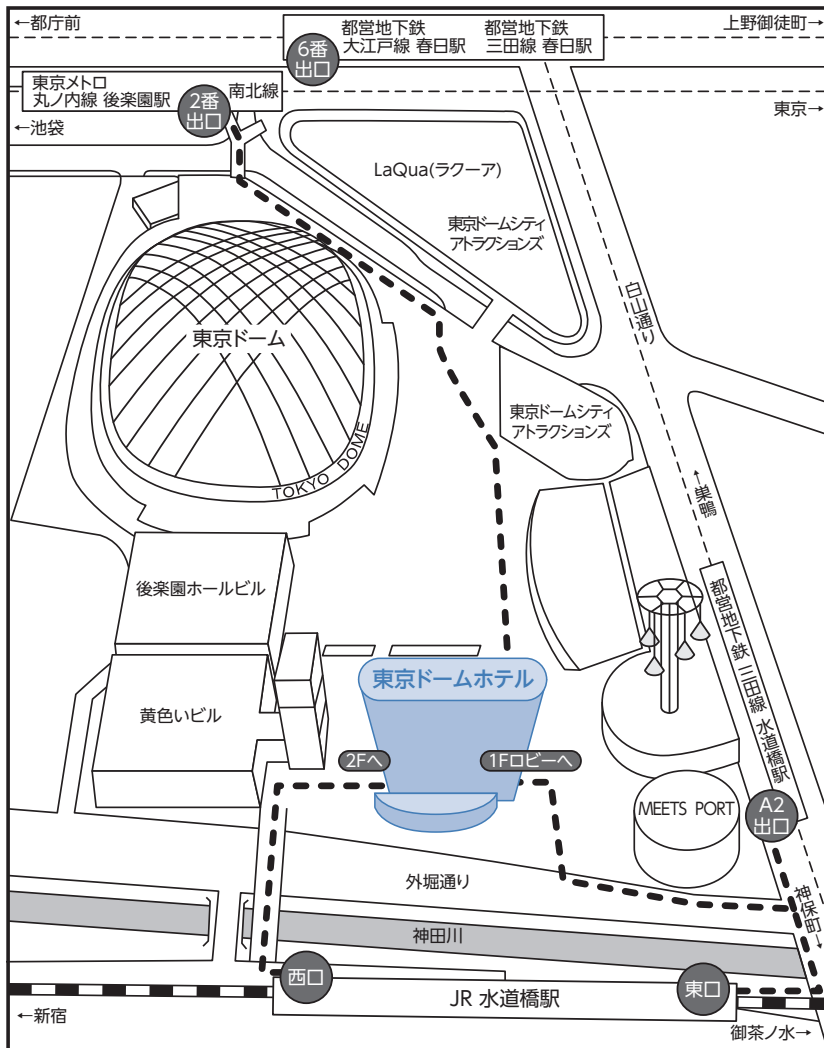 ←都庁前
都営地下鉄
大江戸線 春日駅
都営地下鉄
三田線 春日駅
上野御徒町→
6番
出口
東京メトロ
丸ノ内線 後楽園駅
2番
出口
南北線
←池袋
東京→
LaQua(ラクーア)
東京ドームシティ
アトラクションズ
白山通り
東京ドーム
TOKYO DOME
東京ドームシティ
アトラクションズ
←巣鴨
後楽園ホールビル
都営地下鉄 三田線 水道橋駅
東京ドームホテル
黄色いビル
2Fへ
1Fロビーへ
MEETS PORT
A2
出口
外堀通り
神保町→
神田川
西口
JR 水道橋駅
東口
←新宿
御茶ノ水→